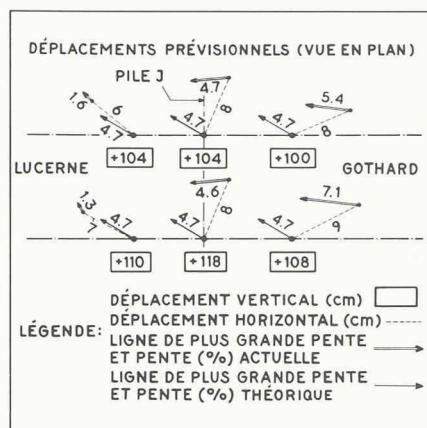 DÉPLACEMENTS PRÉVISIONNELS (VUE EN PLAN)
PILE J
4.7
5.4
1.6
6
8
4.7
4.7
4.7
8
+104
+104
+100
LUCERNE
GOTHARD
1.3
4.6
7.1
7
4.7
4.7
8
4.7
9
+110
+118
+108
LÉGENDE:
DÉPLACEMENT VERTICAL (cm)
DÉPLACEMENT HORIZONTAL (cm)
LIGNE DE PLUS GRANDE PENTE
ET PENTE (%) ACTUELLE
LIGNE DE PLUS GRANDE PENTE
ET PENTE (%) THÉORIQUE